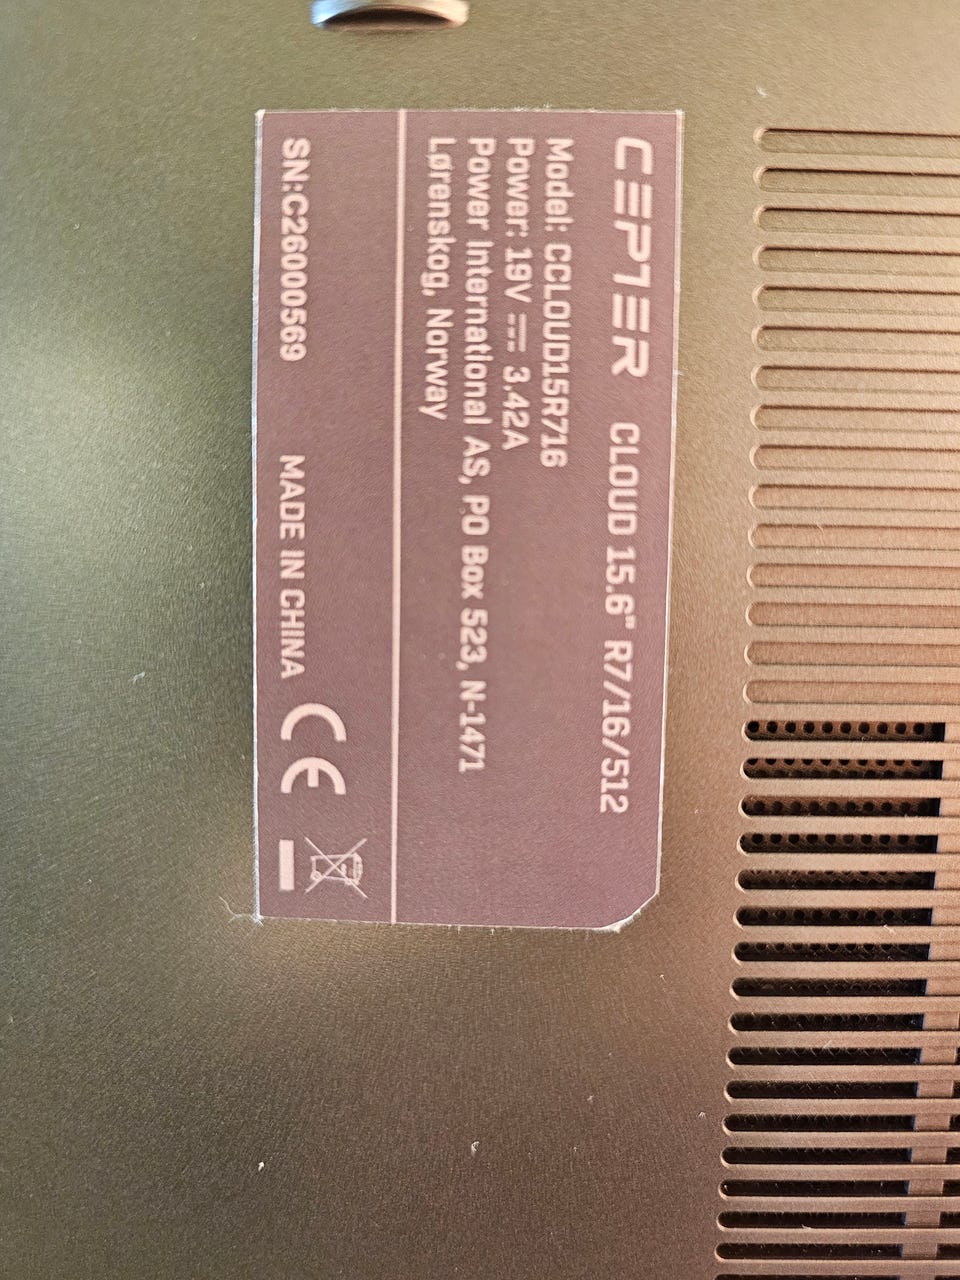 CEPTER CLOUD 15.6" R7/16/512
Model: CCLOUD15R716
Power: 19V ⎓ 3.42A
Power International AS, PO Box 523, N-1471
Lørenskog, Norway
SN:C26000569 MADE IN CHINA CE